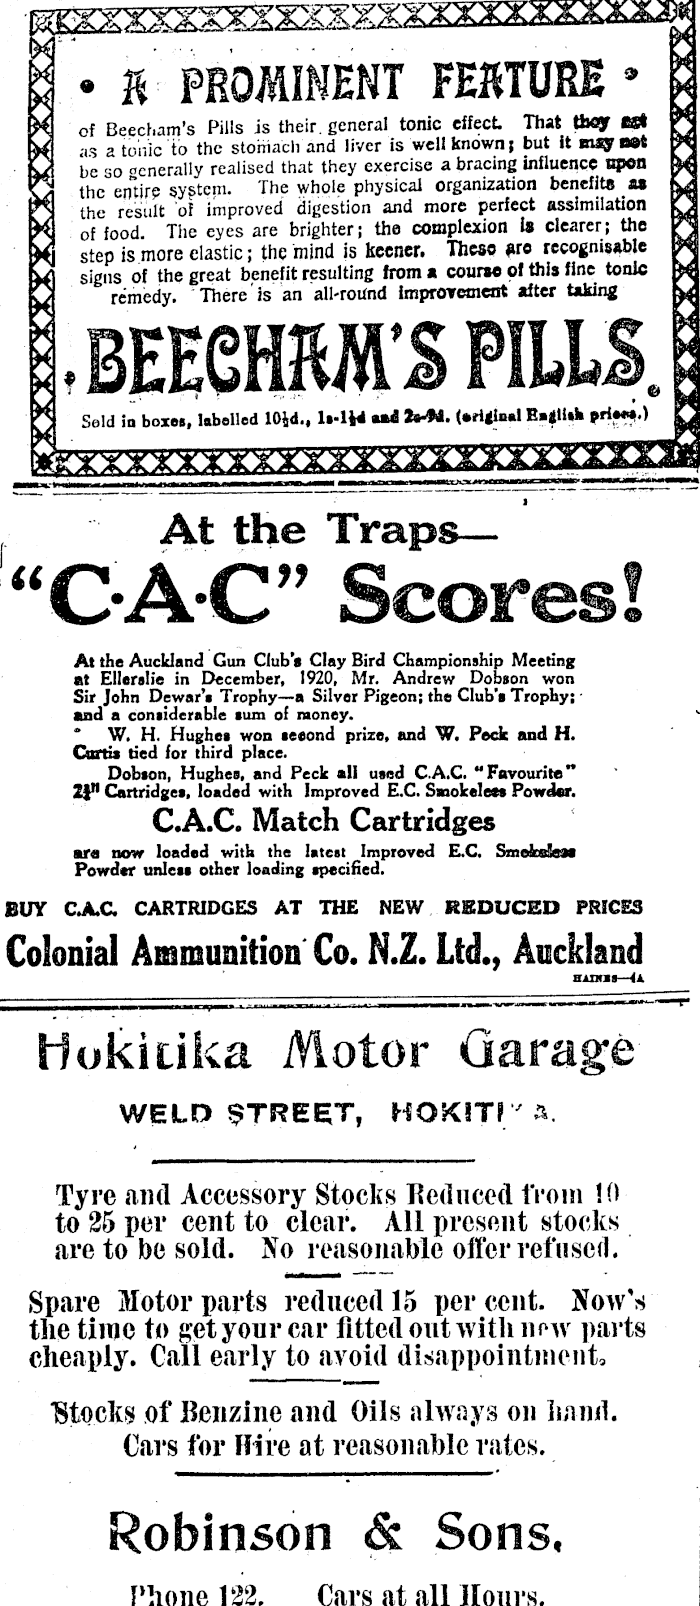 A PROMINENT FEATURE
of Beecham's Pills is their general tonic effect. That they act
as a tonic to the stomach and liver is well known; but it may not
be so generally realised that they exercise a bracing influence upon
the entire system. The whole physical organization benefits as
the result of improved digestion and more perfect assimilation
of food. The eyes are brighter; the complexion is clearer; the
step is more elastic; the mind is keener. These are recognisable
signs of the great benefit resulting from a course of this fine tonic
remedy. There is an all-round improvement after taking
BEECHAM'S PILLS.
Sold in boxes, labelled 10½d., 1s-1½d and 2s-9d. (original English prices.)
At the Traps—
"C·A·C" Scores!
At the Auckland Gun Club's Clay Bird Championship Meeting
at Ellerslie in December, 1920, Mr. Andrew Dobson won
Sir John Dewar's Trophy—a Silver Pigeon; the Club's Trophy;
and a considerable sum of money.
W. H. Hughes won second prize, and W. Peck and H.
Curtis tied for third place.
Dobson, Hughes, and Peck all used C.A.C. "Favourite"
2¾" Cartridges, loaded with Improved E.C. Smokeless Powder.
C.A.C. Match Cartridges
are now loaded with the latest Improved E.C. Smokeless
Powder unless other loading specified.
BUY C.A.C. CARTRIDGES AT THE NEW REDUCED PRICES
Colonial Ammunition Co. N.Z. Ltd., Auckland
HAINES—4A
Hokitika Motor Garage
WELD STREET, HOKITIKA.
Tyre and Accessory Stocks Reduced from 10
to 25 per cent to clear. All present stocks
are to be sold. No reasonable offer refused.
Spare Motor parts reduced 15 per cent. Now's
the time to get your car fitted out with new parts
cheaply. Call early to avoid disappointment.
Stocks of Benzine and Oils always on hand.
Cars for Hire at reasonable rates.
Robinson & Sons.
Phone 122. Cars at all Hours.